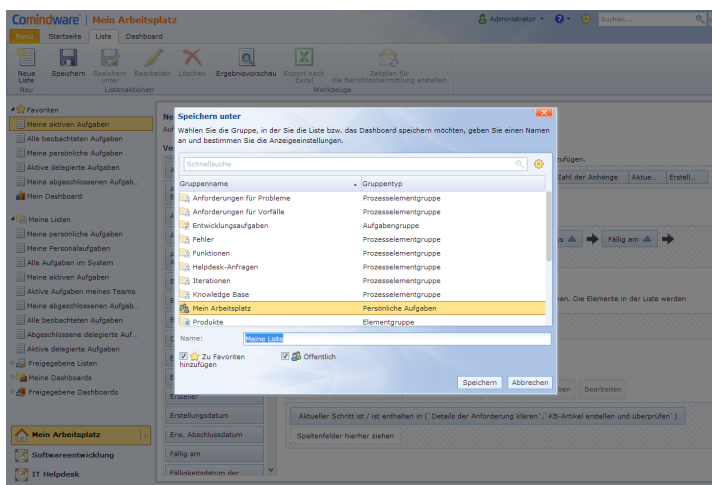 Comindware® Mein Arbeitsplatz
Administrator
Suchen...
Menü Startseite Liste Dashboard
Neue Liste
Speichern
Speichern unter
Bearbeiten
Löschen
Ergebnisvorschau
Export nach Excel
Zeitplan für die Berichtsübermittlung erstellen
Neu
Listenaktionen
Werkzeuge
Favoriten
Meine aktiven Aufgaben
Alle beobachteten Aufgaben
Meine persönliche Aufgaben
Aktive delegierte Aufgaben
Meine abgeschlossenen Aufgab...
Mein Dashboard
Meine Listen
Meine persönliche Aufgaben
Meine Personalaufgaben
Alle Aufgaben im System
Meine aktiven Aufgaben
Aktive Aufgaben meines Teams
Meine abgeschlossenen Aufgab...
Alle beobachteten Aufgaben
Abgeschlossene delegierte Auf...
Aktive delegierte Aufgaben
Freigegebene Listen
Meine Dashboards
Freigegebene Dashboards
Mein Arbeitsplatz
Softwareentwicklung
IT Helpdesk
Speichern unter
Wählen Sie die Gruppe, in der Sie die Liste bzw. das Dashboard speichern möchten, geben Sie einen Namen
an und bestimmen Sie die Anzeigeeinstellungen.
Schnellsuche
Gruppenname Gruppentyp
Anforderungen für Probleme Prozesselementgruppe
Anforderungen für Vorfälle Prozesselementgruppe
Entwicklungsaufgaben Aufgabengruppe
Fehler Prozesselementgruppe
Funktionen Prozesselementgruppe
Helpdesk-Anfragen Prozesselementgruppe
Iterationen Prozesselementgruppe
Knowledge Base Prozesselementgruppe
Mein Arbeitsplatz Persönliche Aufgaben
Produkte Elementgruppe
Name: Meine Liste
Zu Favoriten
hinzufügen
Öffentlich
Speichern Abbrechen
zufügen.
Zahl der Anhänge Aktue... Erstell...
Fällig am
en. Die Elemente in der Liste werden
Bearbeiten
Ersteller
Erstellungsdatum
Erw. Abschlussdatum
Fällig am
Fälligkeitsdatum der
Aktueller Schritt ist / ist enthalten in (`Details der Anforderung klären`,`KB-Artikel erstellen und überprüfen`)
Spaltenfelder hierher ziehen